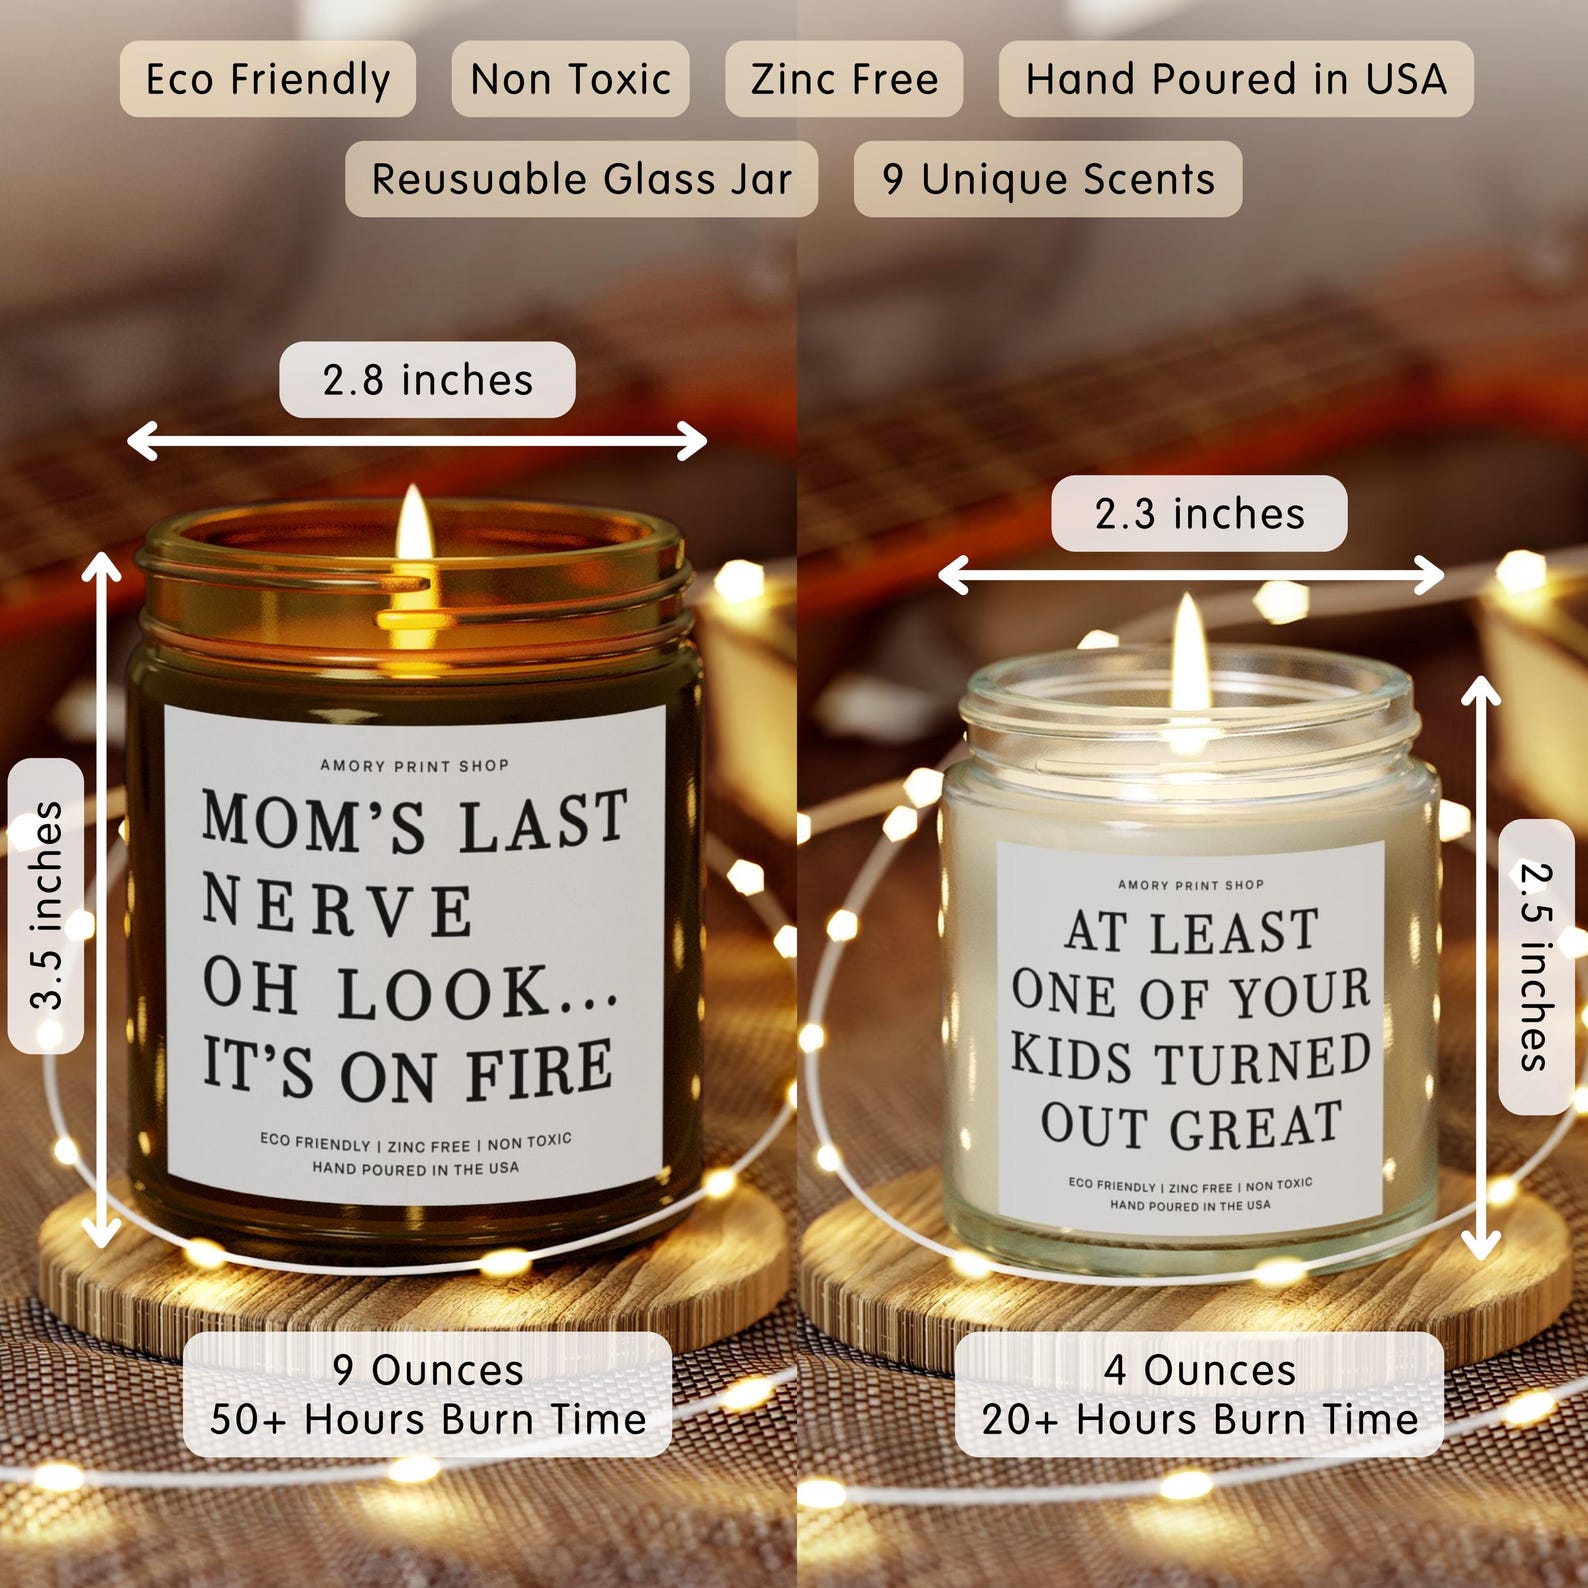 Eco Friendly
Non Toxic
Zinc Free
Hand Poured in USA
Reusuable Glass Jar
9 Unique Scents
2.8 inches
3.5 inches
AMORY PRINT SHOP
MOM'S LAST
NERVE
OH LOOK...
IT'S ON FIRE
ECO FRIENDLY | ZINC FREE | NON TOXIC
HAND POURED IN THE USA
9 Ounces
50+ Hours Burn Time
2.3 inches
2.5 inches
AMORY PRINT SHOP
AT LEAST
ONE OF YOUR
KIDS TURNED
OUT GREAT
ECO FRIENDLY | ZINC FREE | NON TOXIC
HAND POURED IN THE USA
4 Ounces
20+ Hours Burn Time